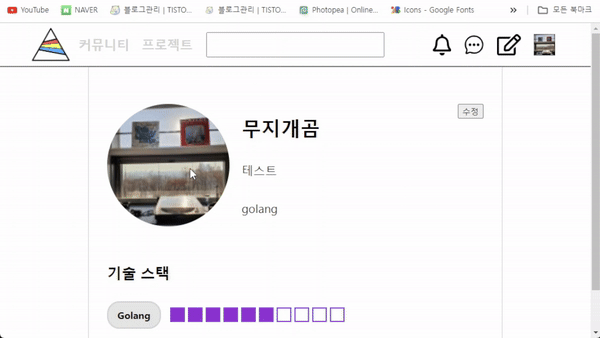 YouTube NAVER 블로그관리 | TISTO... 블로그관리 | TISTO... Photopea | Online... Icons - Google Fonts » 모든 북마크
커뮤니티 프로젝트
수정
무지개곰
테스트
golang
기술 스택
Golang